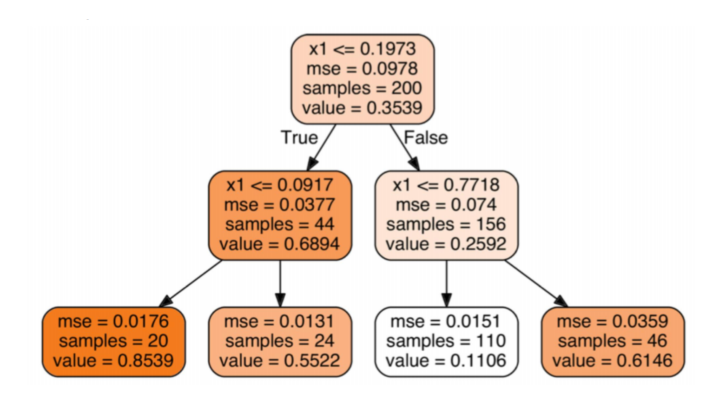 x1 <= 0.1973
mse = 0.0978
samples = 200
value = 0.3539
True
False
x1 <= 0.0917
mse = 0.0377
samples = 44
value = 0.6894
x1 <= 0.7718
mse = 0.074
samples = 156
value = 0.2592
mse = 0.0176
samples = 20
value = 0.8539
mse = 0.0131
samples = 24
value = 0.5522
mse = 0.0151
samples = 110
value = 0.1106
mse = 0.0359
samples = 46
value = 0.6146